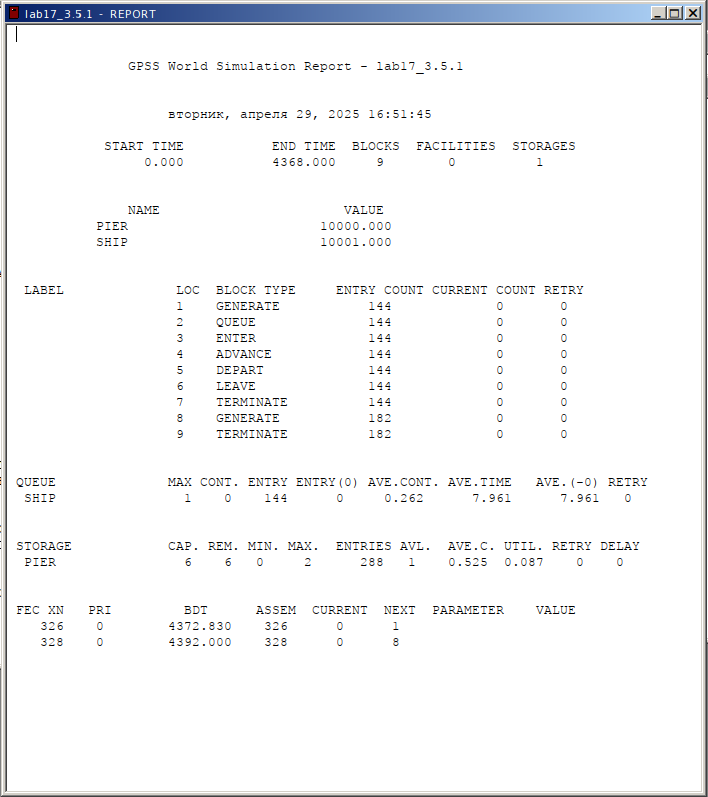 lab17_3.5.1 - REPORT
GPSS World Simulation Report - lab17_3.5.1
вторник, апреля 29, 2025 16:51:45
START TIME END TIME BLOCKS FACILITIES STORAGES
0.000 4368.000 9 0 1
NAME VALUE
PIER 10000.000
SHIP 10001.000
LABEL LOC BLOCK TYPE ENTRY COUNT CURRENT COUNT RETRY
1 GENERATE 144 0 0
2 QUEUE 144 0 0
3 ENTER 144 0 0
4 ADVANCE 144 0 0
5 DEPART 144 0 0
6 LEAVE 144 0 0
7 TERMINATE 144 0 0
8 GENERATE 182 0 0
9 TERMINATE 182 0 0
QUEUE MAX CONT. ENTRY ENTRY(0) AVE.CONT. AVE.TIME AVE.(-0) RETRY
SHIP 1 0 144 0 0.262 7.961 7.961 0
STORAGE CAP. REM. MIN. MAX. ENTRIES AVL. AVE.C. UTIL. RETRY DELAY
PIER 6 6 0 2 288 1 0.525 0.087 0 0
FEC XN PRI BDT ASSEM CURRENT NEXT PARAMETER VALUE
326 0 4372.830 326 0 1
328 0 4392.000 328 0 8